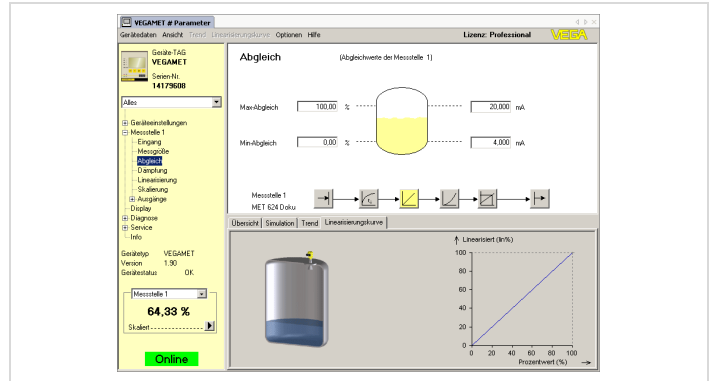 VEGAMET # Parameter
Gerätedaten Ansicht Trend Linearisierungskurve Optionen Hilfe
Lizenz: Professional
VEGA
Geräte-TAG
VEGAMET
Serien-Nr.
14179608
Alles
Geräteeinstellungen
Messstelle 1
Eingang
Messgröße
Abgleich
Dämpfung
Linearisierung
Skalierung
Ausgänge
Display
Diagnose
Service
Info
Gerätetyp VEGAMET
Version 1.90
Gerätestatus OK
Messstelle 1
64,33 %
Skaliert
Online
Abgleich (Abgleichwerte der Messstelle 1)
Max-Abgleich 100,00 % 20,000 mA
Min-Abgleich 0,00 % 4,000 mA
Messstelle 1
MET 624 Doku
Übersicht Simulation Trend Linearisierungskurve
Linearisiert (lin%)
100
80
60
40
20
0
0 20 40 60 80 100
Prozentwert (%)